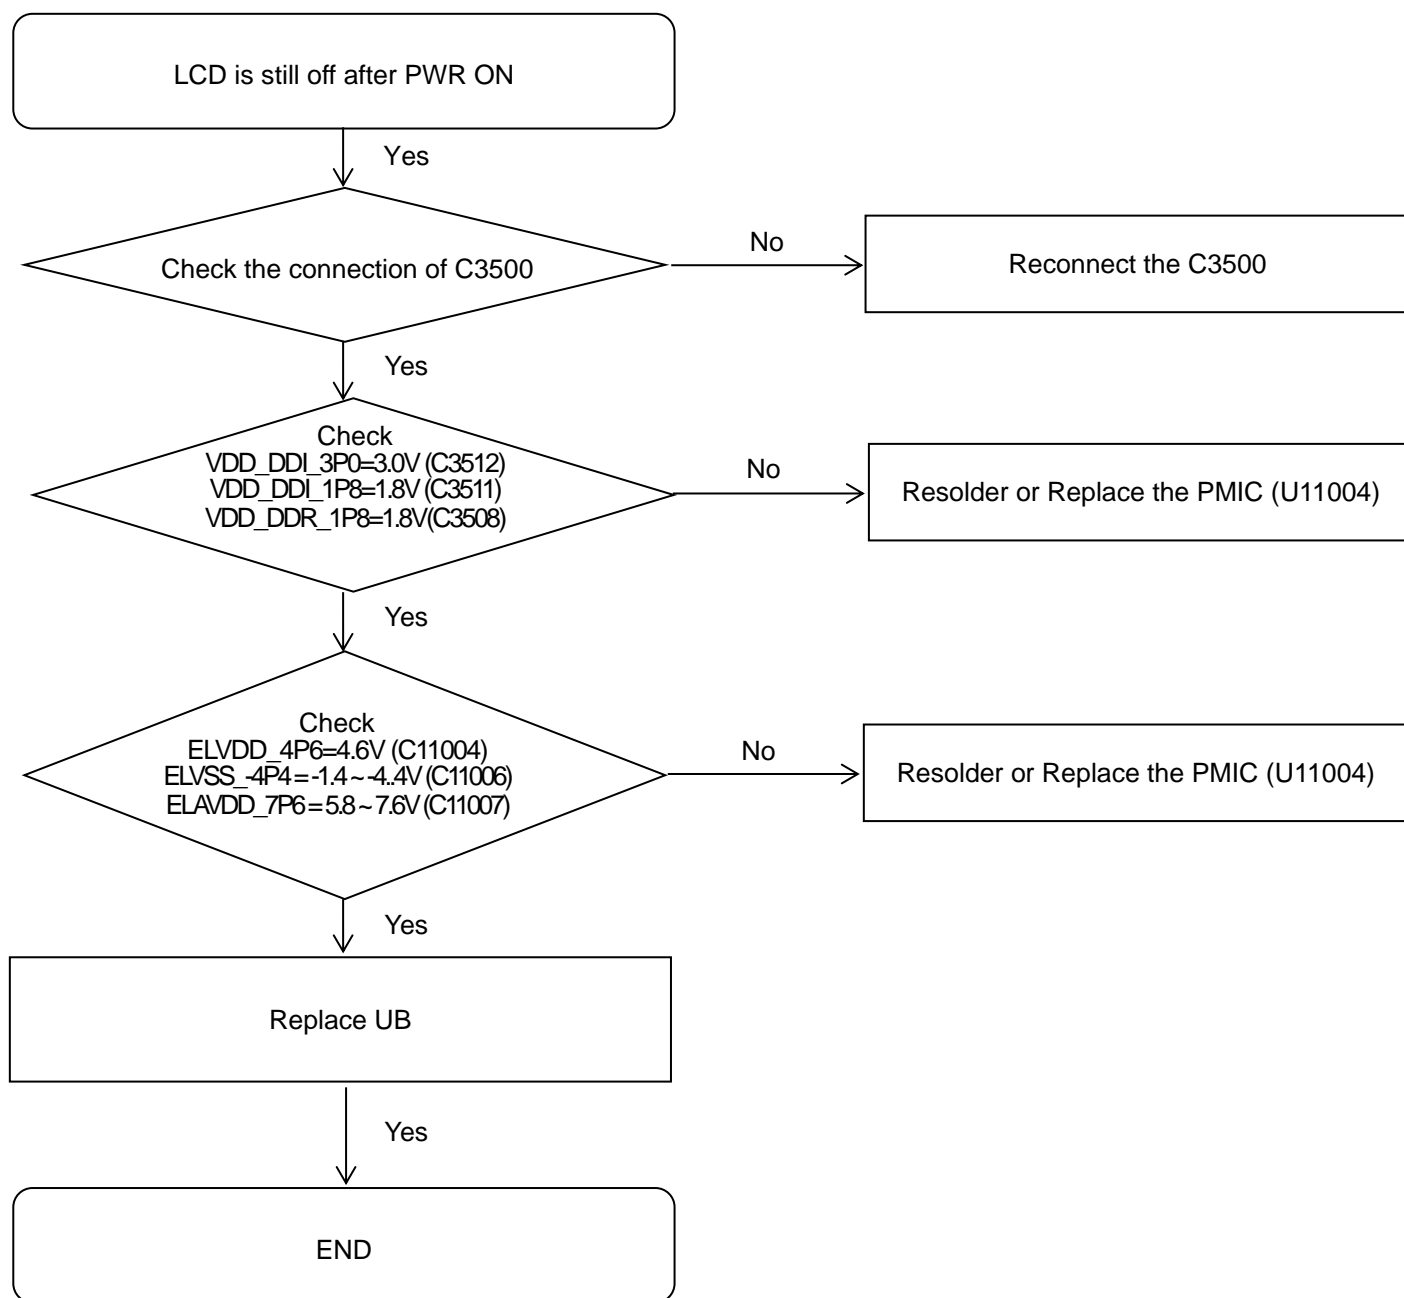 LCD is still off after PWR ON
Yes
Check the connection of C3500
No
Reconnect the C3500
Yes
Check
VDD_DDI_3P0=3.0V (C3512)
VDD_DDI_1P8=1.8V (C3511)
VDD_DDR_1P8=1.8V(C3508)
No
Resolder or Replace the PMIC (U11004)
Yes
Check
ELVDD_4P6=4.6V (C11004)
ELVSS_-4P4 = -1.4 ~ -4.4V (C11006)
ELAVDD_7P6 = 5.8 ~ 7.6V (C11007)
No
Resolder or Replace the PMIC (U11004)
Yes
Replace UB
Yes
END